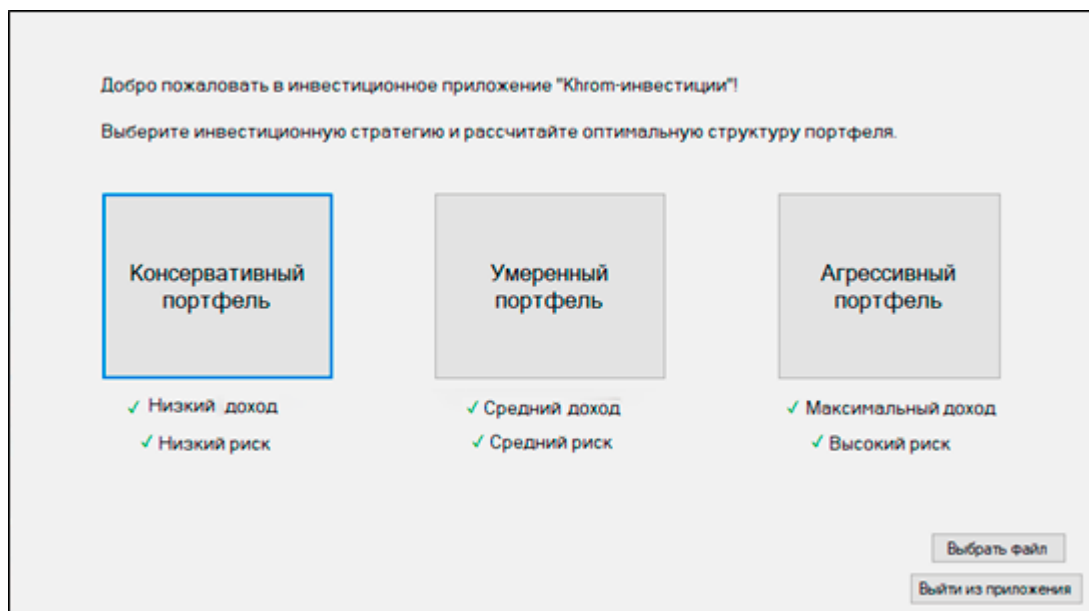 Добро пожаловать в инвестиционное приложение "Khrom-инвестиции"!
Выберите инвестиционную стратегию и рассчитайте оптимальную структуру портфеля.
Консервативный
портфель
Умеренный
портфель
Агрессивный
портфель
✓ Низкий доход
✓ Низкий риск
✓ Средний доход
✓ Средний риск
✓ Максимальный доход
✓ Высокий риск
Выбрать файл
Выйти из приложения